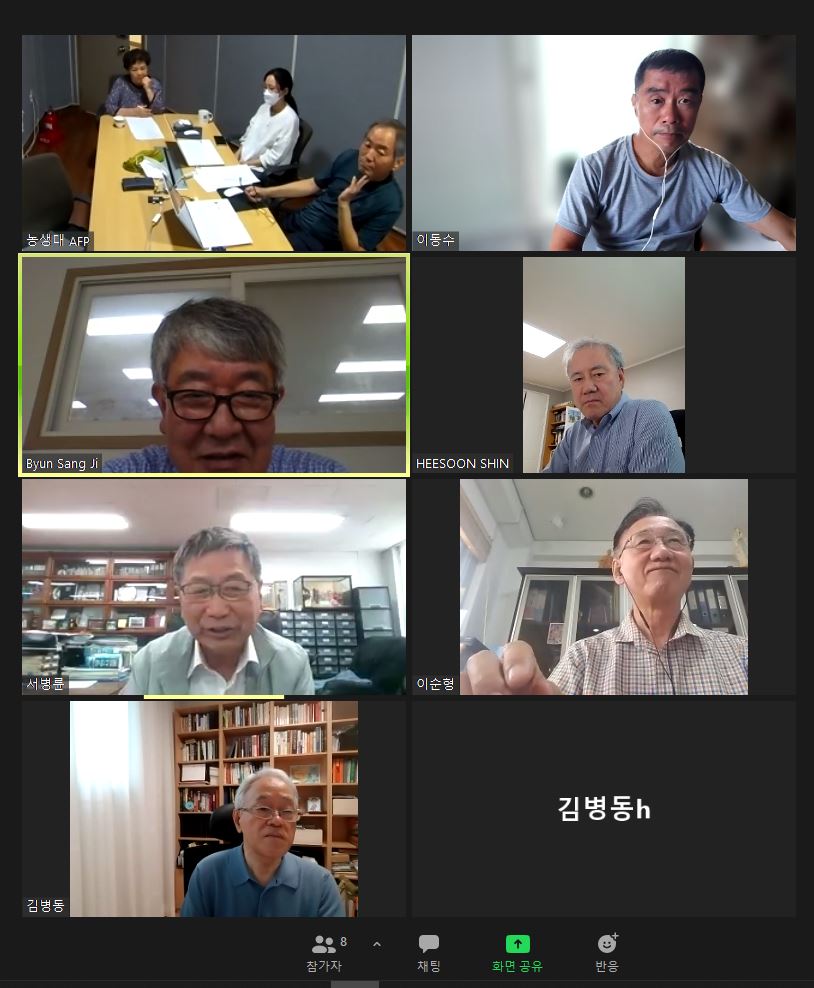 농생대 AFP
이동수
Byun Sang Ji
HEESOON SHIN
서병륜
이순형
김병동
김병동h
8
참가자
채팅
화면 공유
반응